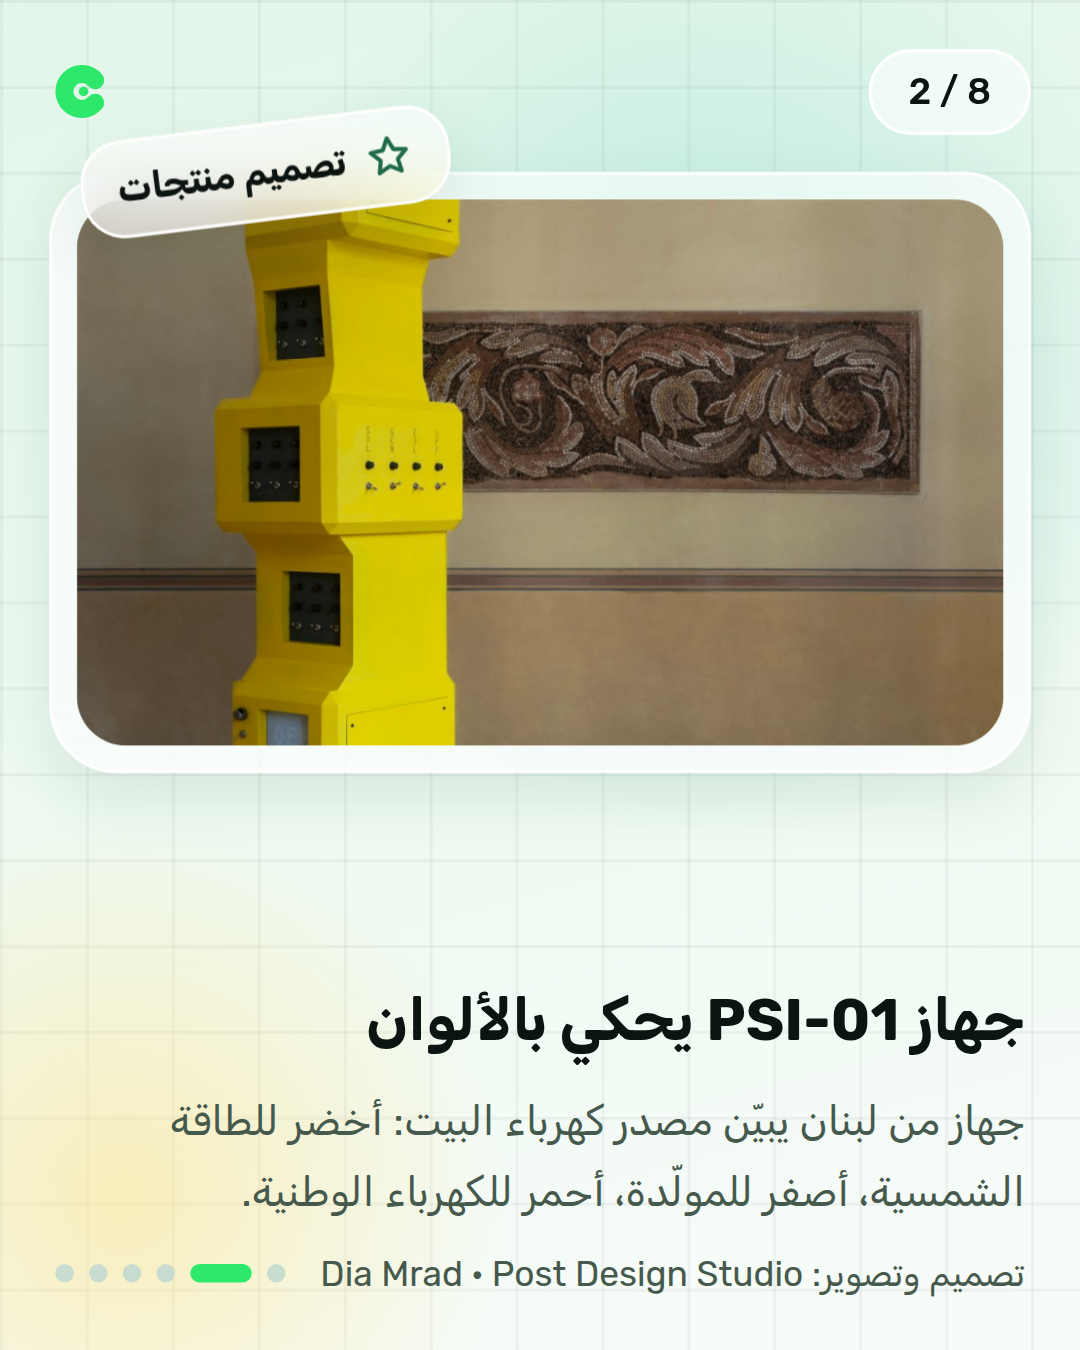 2 / 8
تصميم منتجات
جهاز PSI-01 يحكي بالألوان
جهاز من لبنان يبيّن مصدر كهرباء البيت: أخضر للطاقة
الشمسية، أصفر للمولّدة، أحمر للكهرباء الوطنية.
تصميم وتصوير: Dia Mrad • Post Design Studio